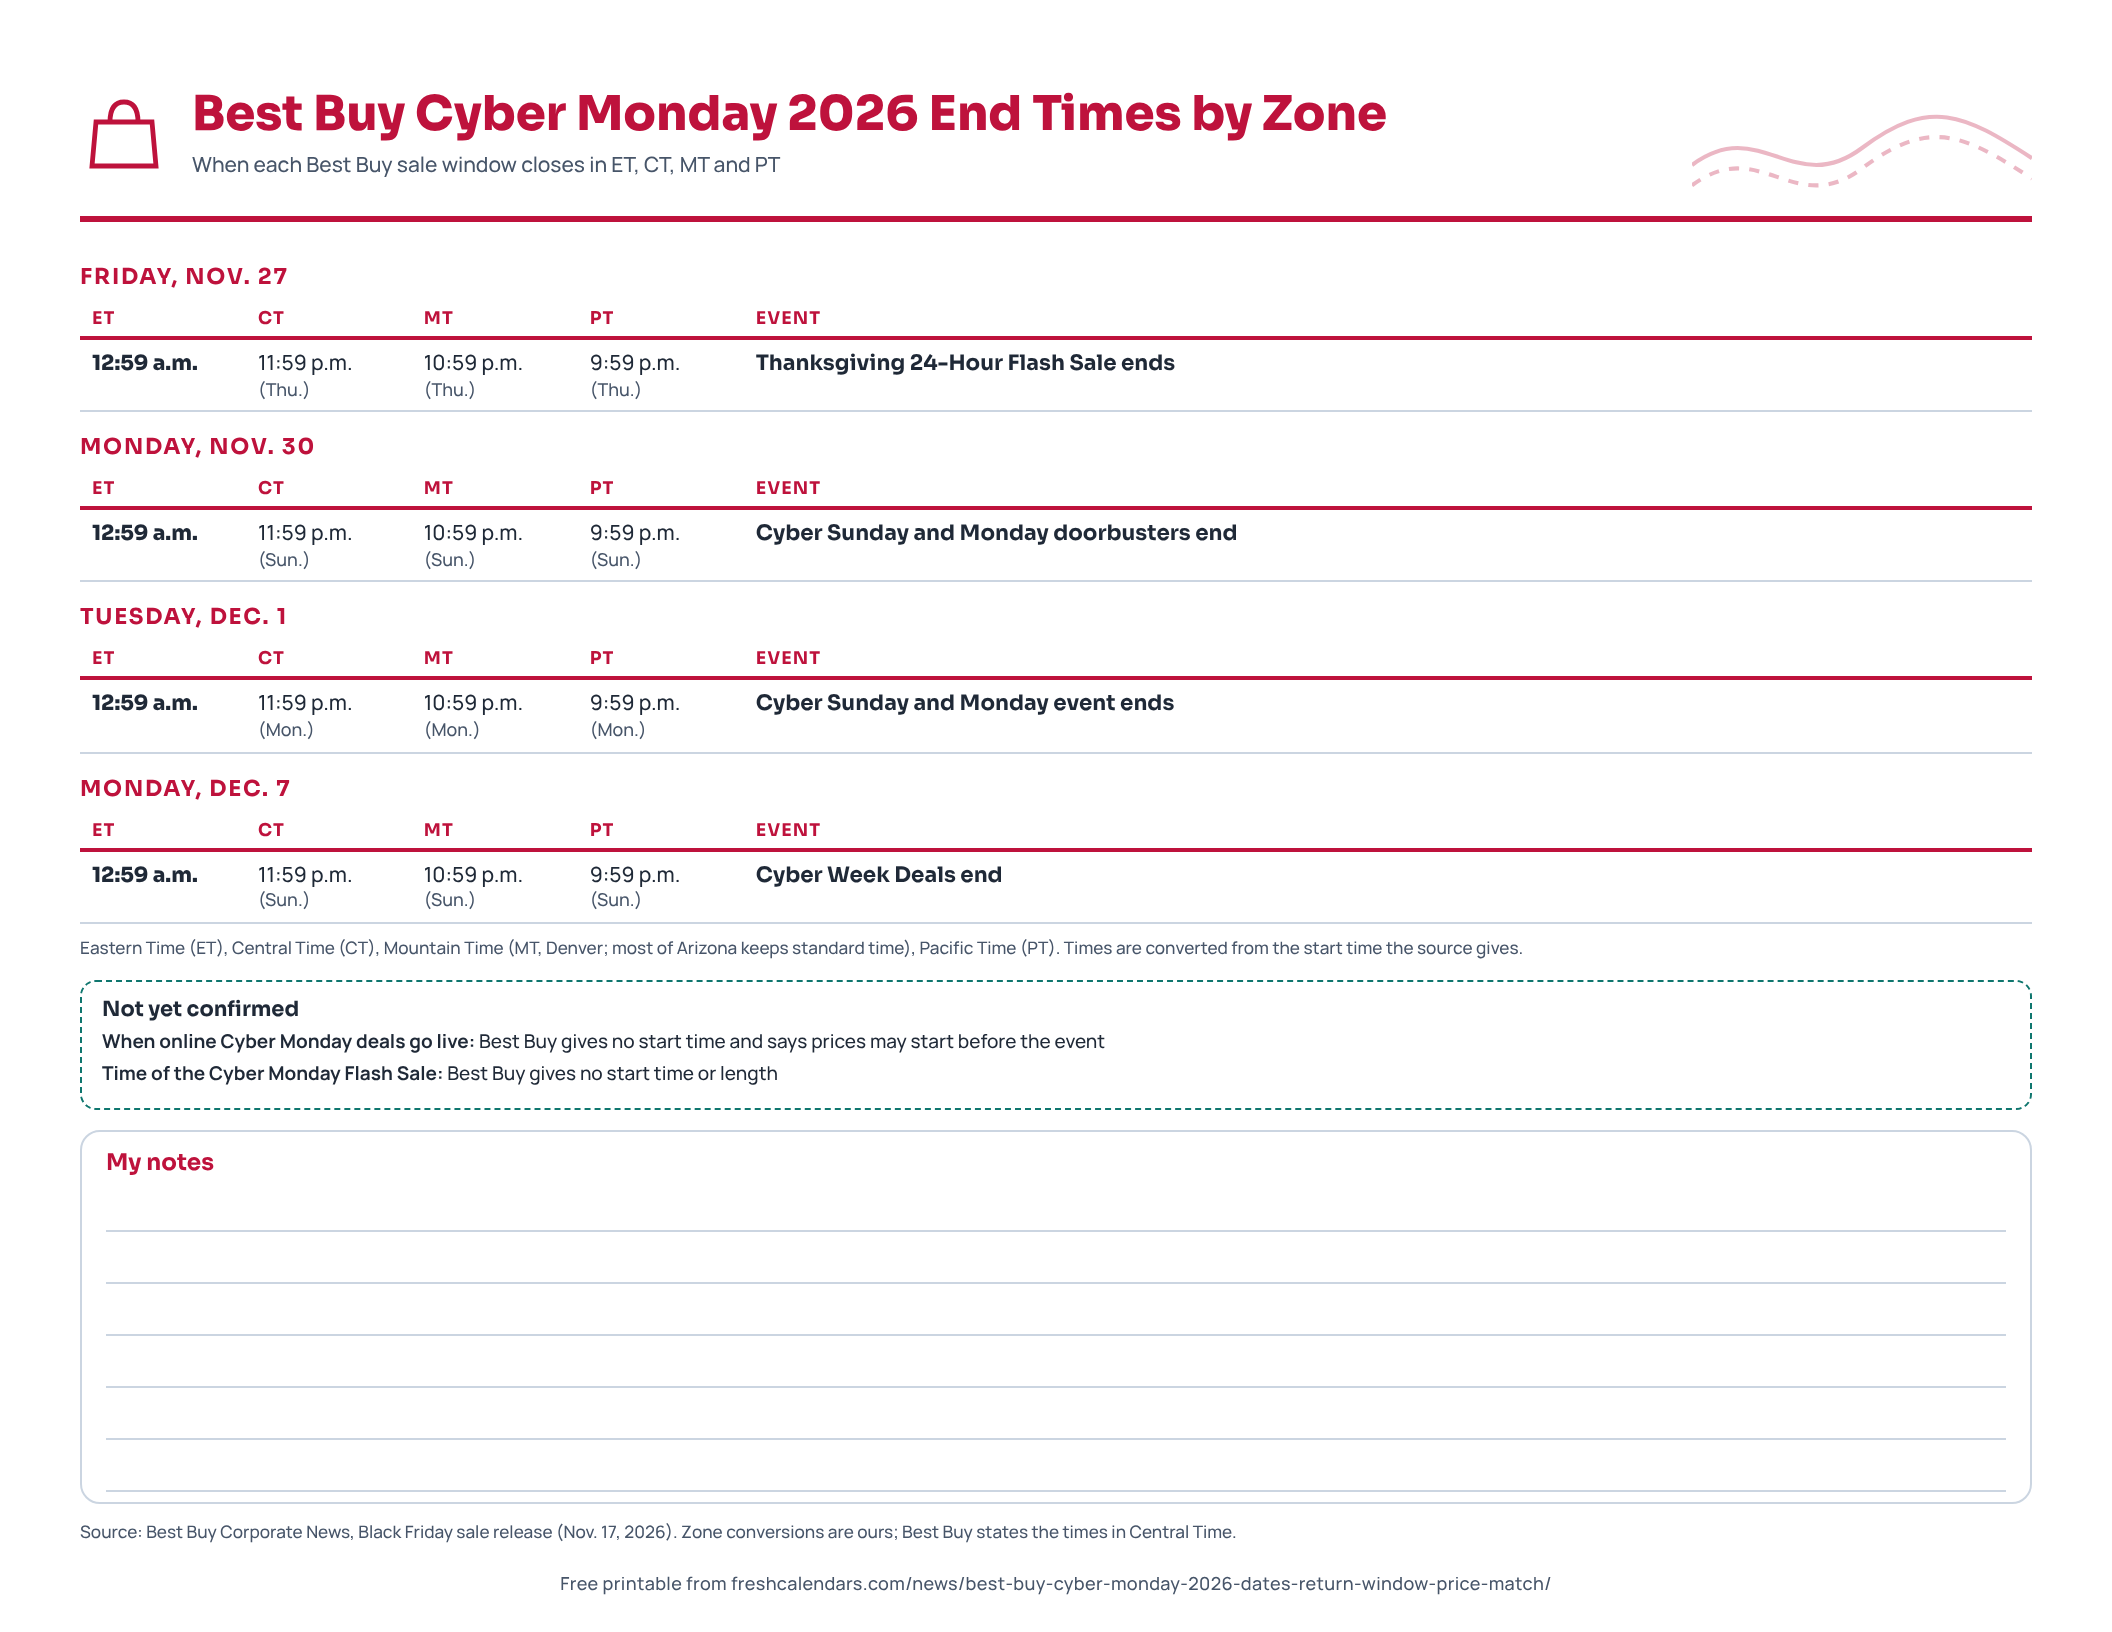 Best Buy Cyber Monday 2026 End Times by Zone
When each Best Buy sale window closes in ET, CT, MT and PT
FRIDAY, NOV. 27
ET CT MT PT EVENT
12:59 a.m. 11:59 p.m. 10:59 p.m. 9:59 p.m. Thanksgiving 24-Hour Flash Sale ends
(Thu.) (Thu.) (Thu.)
MONDAY, NOV. 30
ET CT MT PT EVENT
12:59 a.m. 11:59 p.m. 10:59 p.m. 9:59 p.m. Cyber Sunday and Monday doorbusters end
(Sun.) (Sun.) (Sun.)
TUESDAY, DEC. 1
ET CT MT PT EVENT
12:59 a.m. 11:59 p.m. 10:59 p.m. 9:59 p.m. Cyber Sunday and Monday event ends
(Mon.) (Mon.) (Mon.)
MONDAY, DEC. 7
ET CT MT PT EVENT
12:59 a.m. 11:59 p.m. 10:59 p.m. 9:59 p.m. Cyber Week Deals end
(Sun.) (Sun.) (Sun.)
Eastern Time (ET), Central Time (CT), Mountain Time (MT, Denver; most of Arizona keeps standard time), Pacific Time (PT). Times are converted from the start time the source gives.
Not yet confirmed
When online Cyber Monday deals go live: Best Buy gives no start time and says prices may start before the event
Time of the Cyber Monday Flash Sale: Best Buy gives no start time or length
My notes
Source: Best Buy Corporate News, Black Friday sale release (Nov. 17, 2026). Zone conversions are ours; Best Buy states the times in Central Time.
Free printable from freshcalendars.com/news/best-buy-cyber-monday-2026-dates-return-window-price-match/